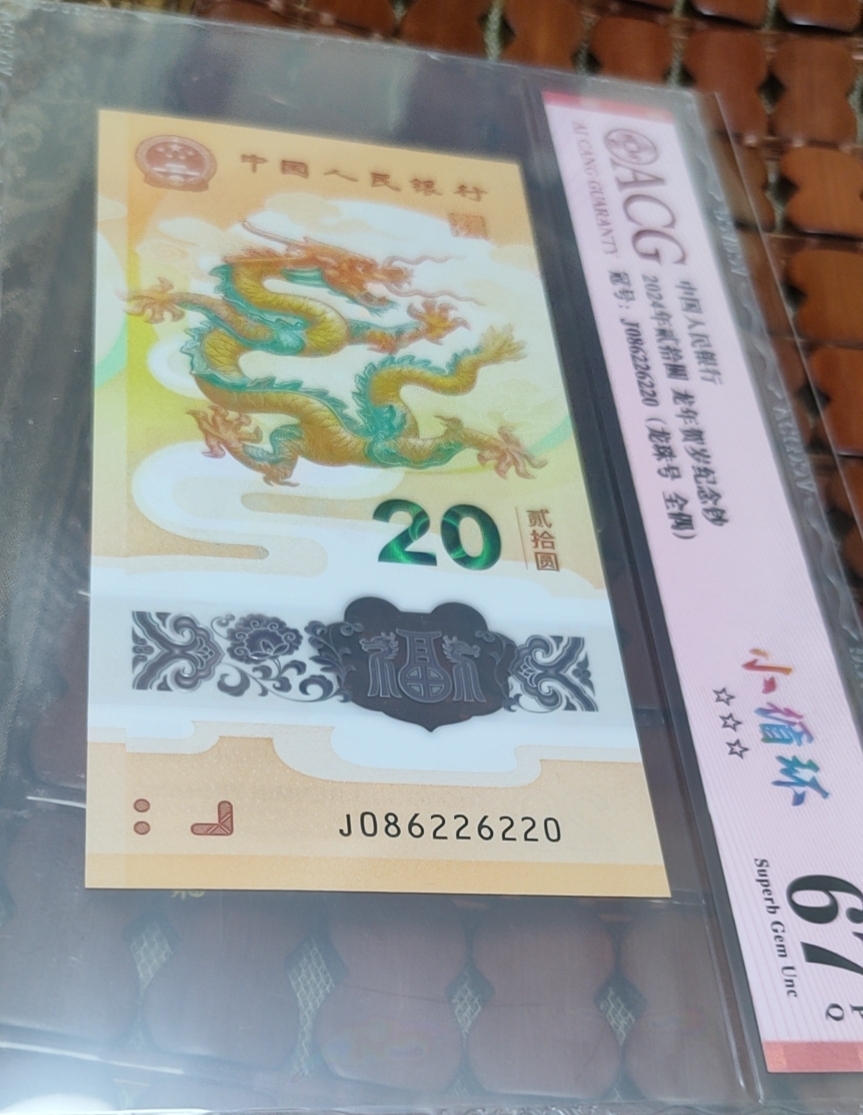 中国人民银行
20
贰拾圆
J086226220
ACG
AI CANG GUARANTY
中国人民银行
2024年贰拾圆 龙年贺岁纪念钞
冠号: J086226220 (龙珠号 全偶)
小循环
☆☆☆
67
Superb Gem Unc
P
Q